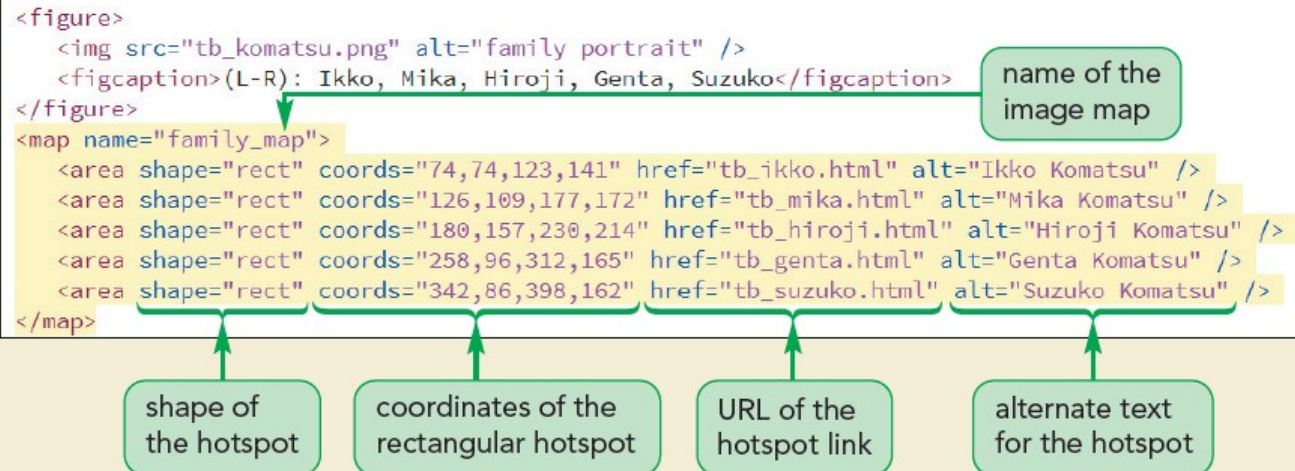 <figure>
<img src="tb_komatsu.png" alt="family portrait" />
<figcaption>(L-R): Ikko, Mika, Hiroji, Genta, Suzuko</figcaption>
</figure>
name of the
image map
<map name="family_map">
<area shape="rect" coords="74,74,123,141" href="tb_ikko.html" alt="Ikko Komatsu" />
<area shape="rect" coords="126,109,177,172" href="tb_mika.html" alt="Mika Komatsu" />
<area shape="rect" coords="180,157,230,214" href="tb_hiroji.html" alt="Hiroji Komatsu" />
<area shape="rect" coords="258,96,312,165" href="tb_genta.html" alt="Genta Komatsu" />
<area shape="rect" coords="342,86,398,162" href="tb_suzuko.html" alt="Suzuko Komatsu" />
</map>
shape of
the hotspot
coordinates of the
rectangular hotspot
URL of the
hotspot link
alternate text
for the hotspot